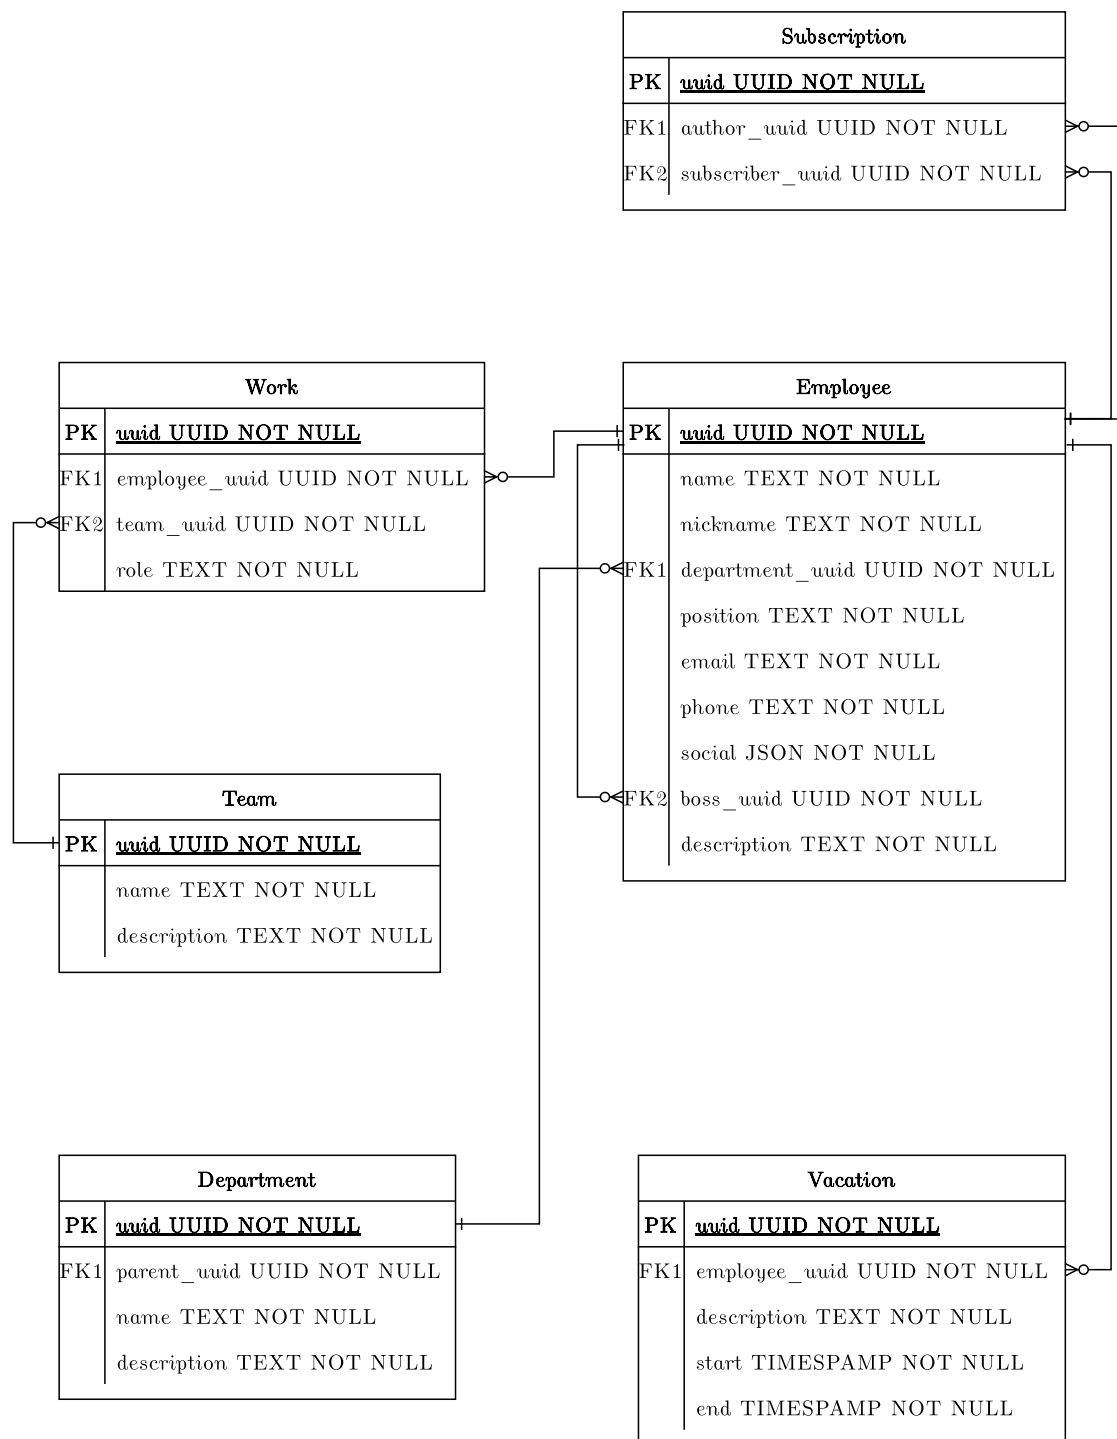 Subscription
PK uuid UUID NOT NULL
FK1 author_uuid UUID NOT NULL
FK2 subscriber_uuid UUID NOT NULL
Work
PK uuid UUID NOT NULL
FK1 employee_uuid UUID NOT NULL
FK2 team_uuid UUID NOT NULL
role TEXT NOT NULL
Employee
PK uuid UUID NOT NULL
name TEXT NOT NULL
nickname TEXT NOT NULL
FK1 department_uuid UUID NOT NULL
position TEXT NOT NULL
email TEXT NOT NULL
phone TEXT NOT NULL
social JSON NOT NULL
FK2 boss_uuid UUID NOT NULL
description TEXT NOT NULL
Team
PK uuid UUID NOT NULL
name TEXT NOT NULL
description TEXT NOT NULL
Department
PK uuid UUID NOT NULL
FK1 parent_uuid UUID NOT NULL
name TEXT NOT NULL
description TEXT NOT NULL
Vacation
PK uuid UUID NOT NULL
FK1 employee_uuid UUID NOT NULL
description TEXT NOT NULL
start TIMESPAMP NOT NULL
end TIMESPAMP NOT NULL